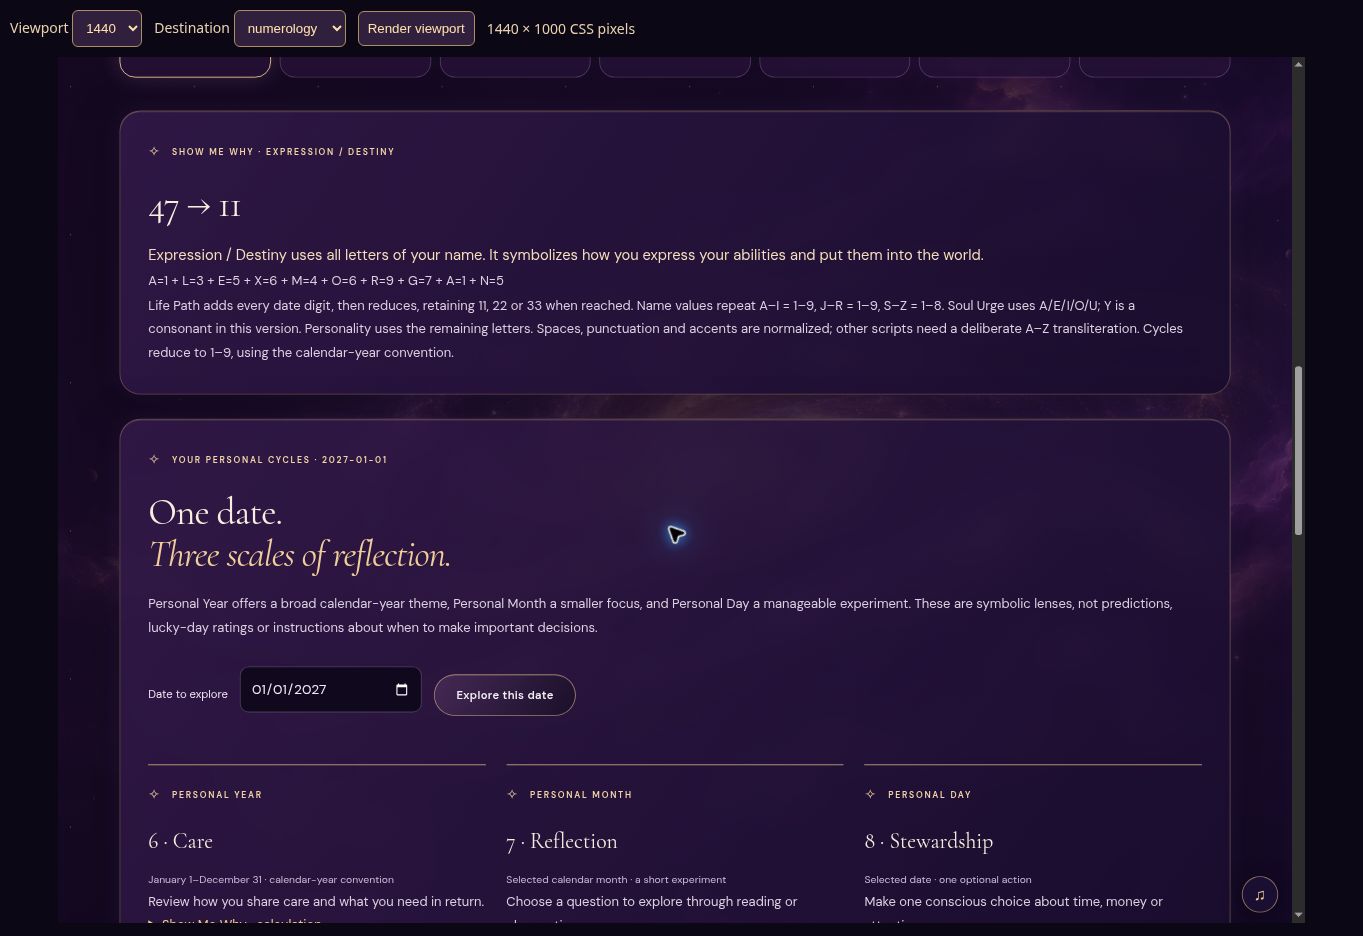 Viewport 1440 Destination numerology Render viewport 1440 × 1000 CSS pixels
SHOW ME WHY · EXPRESSION / DESTINY
47 → 11
Expression / Destiny uses all letters of your name. It symbolizes how you express your abilities and put them into the world.
A=1 + L=3 + E=5 + X=6 + M=4 + O=6 + R=9 + G=7 + A=1 + N=5
Life Path adds every date digit, then reduces, retaining 11, 22 or 33 when reached. Name values repeat A–I = 1–9, J–R = 1–9, S–Z = 1–8. Soul Urge uses A/E/I/O/U; Y is a
consonant in this version. Personality uses the remaining letters. Spaces, punctuation and accents are normalized; other scripts need a deliberate A–Z transliteration. Cycles
reduce to 1–9, using the calendar-year convention.
YOUR PERSONAL CYCLES · 2027-01-01
One date.
Three scales of reflection.
Personal Year offers a broad calendar-year theme, Personal Month a smaller focus, and Personal Day a manageable experiment. These are symbolic lenses, not predictions,
lucky-day ratings or instructions about when to make important decisions.
Date to explore 01/01/2027 Explore this date
PERSONAL YEAR
6 · Care
January 1–December 31 · calendar-year convention
Review how you share care and what you need in return.
Show Me Why · calculation
PERSONAL MONTH
7 · Reflection
Selected calendar month · a short experiment
Choose a question to explore through reading or
PERSONAL DAY
8 · Stewardship
Selected date · one optional action
Make one conscious choice about time, money or